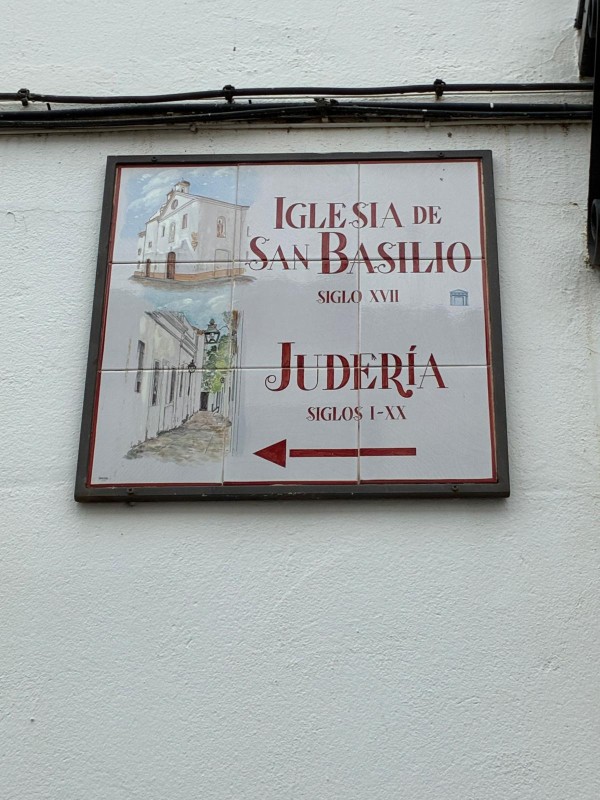 IGLESIA DE
SAN BASILIO
SIGLO XVII
JUDERÍA
SIGLOS I-XX